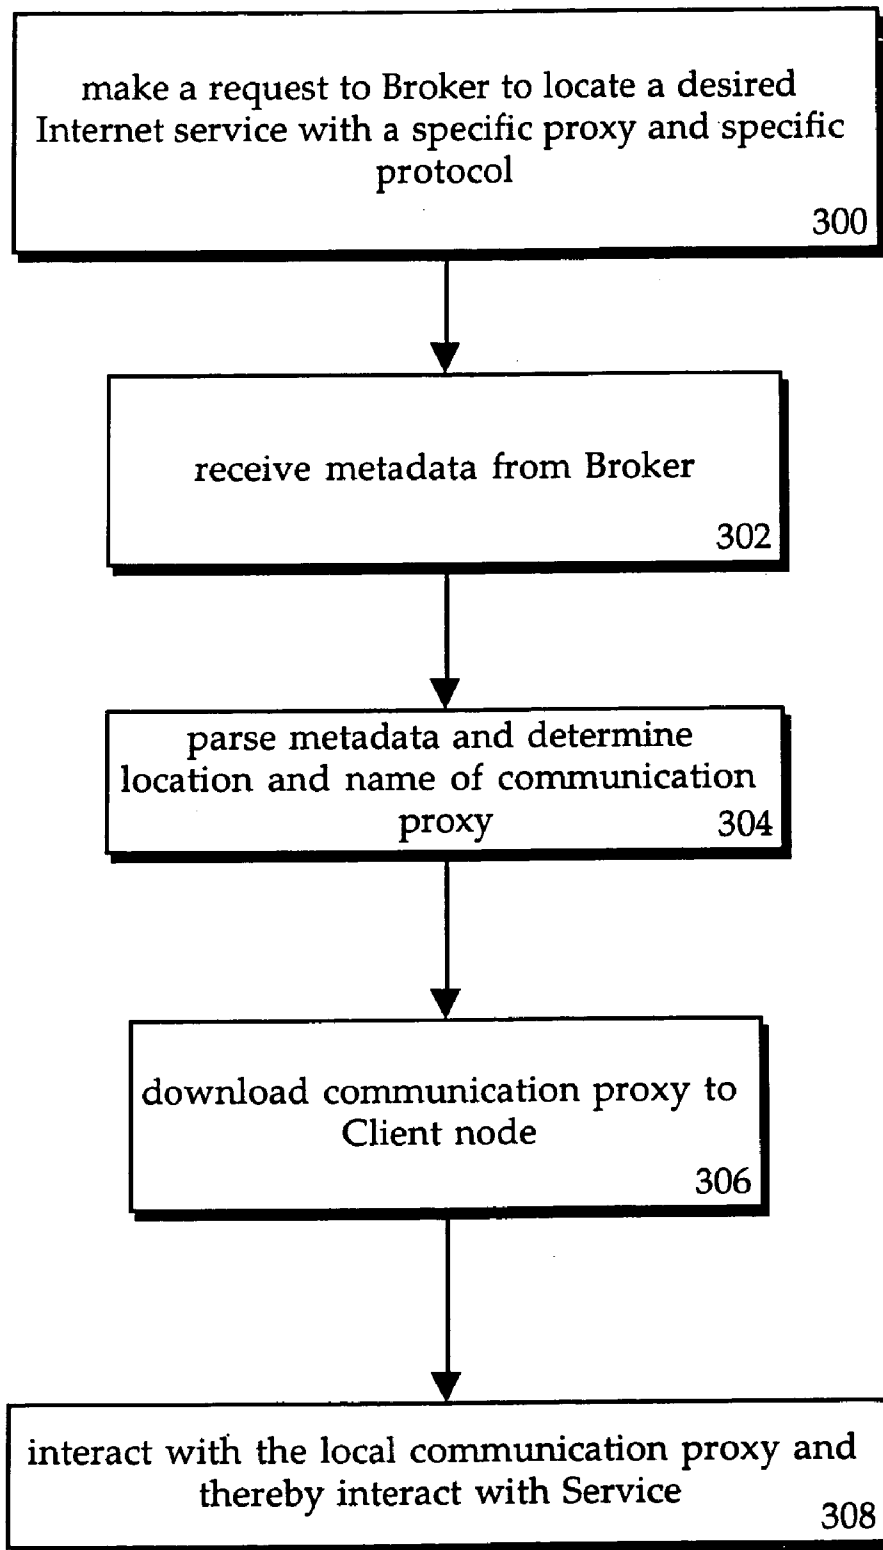 make a request to Broker to locate a desired
Internet service with a specific proxy and specific
protocol
300
receive metadata from Broker
302
parse metadata and determine
location and name of communication
proxy
304
download communication proxy to
Client node
306
interact with the local communication proxy and
thereby interact with Service
308